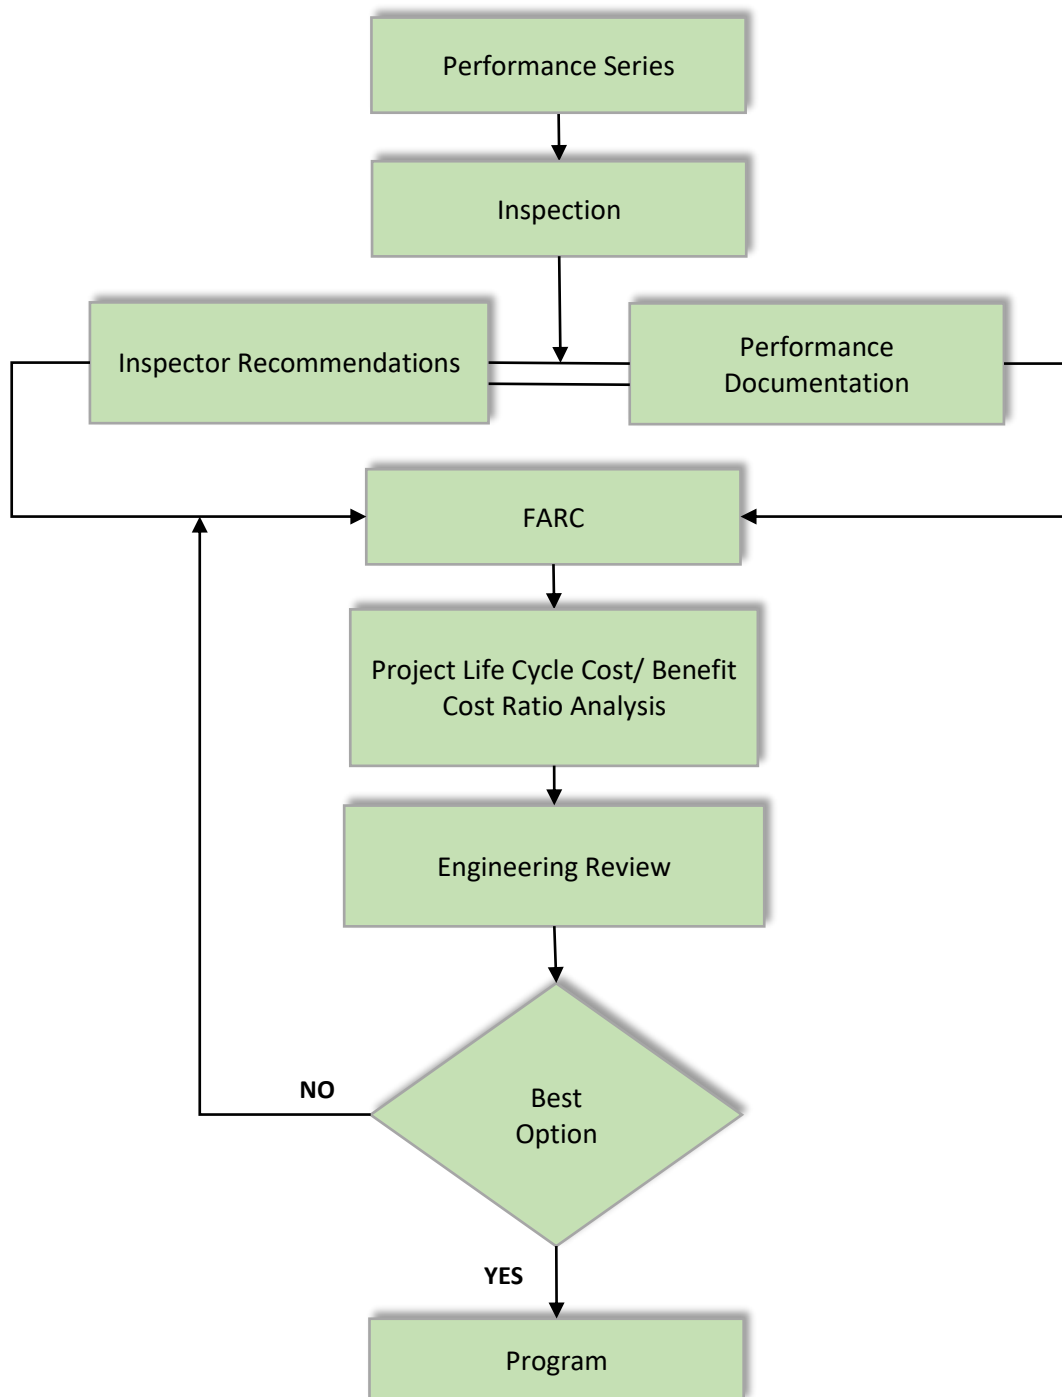 Performance Series
Inspection
Inspector Recommendations
Performance
Documentation
FARC
Project Life Cycle Cost/ Benefit
Cost Ratio Analysis
Engineering Review
NO
Best
Option
YES
Program